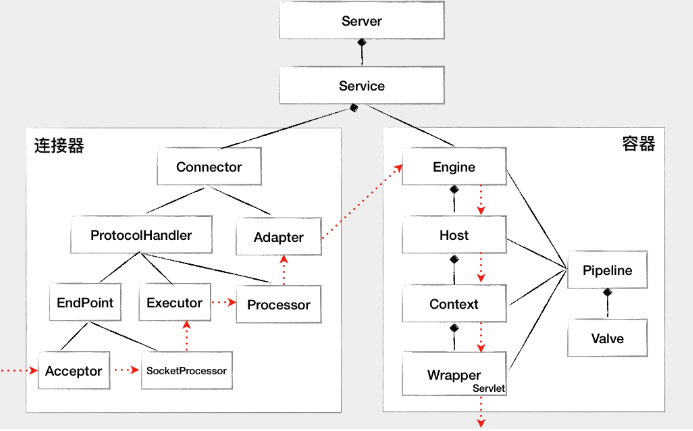 Server
Service
连接器
容器
Connector
Engine
ProtocolHandler
Adapter
Host
Pipeline
EndPoint
Executor
Processor
Context
Valve
Acceptor
SocketProcessor
Wrapper
Servlet